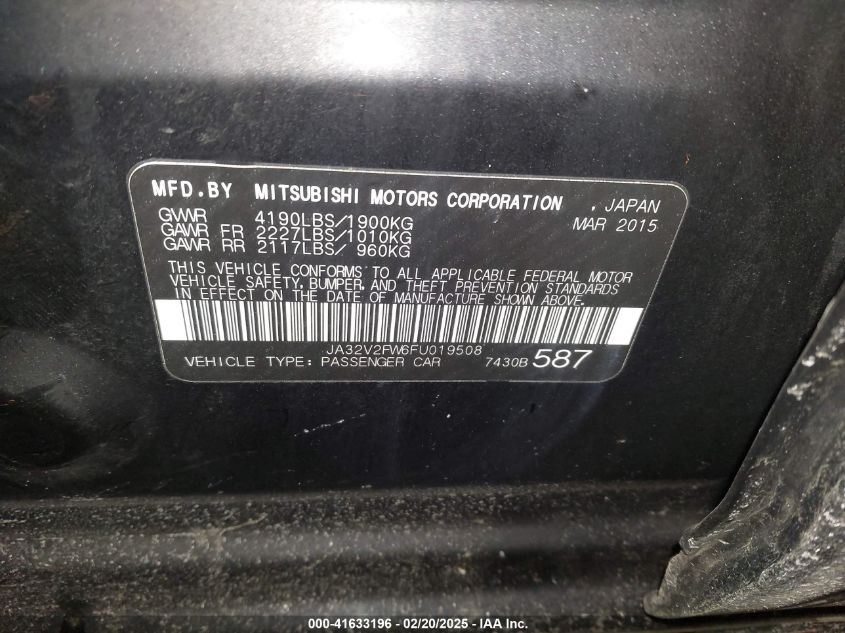 MFD.BY MITSUBISHI MOTORS CORPORATION , JAPAN
GVWR 4190LBS/1900KG MAR 2015
GAWR FR 2227LBS/1010KG
GAWR RR 2117LBS/ 960KG
THIS VEHICLE CONFORMS TO ALL APPLICABLE FEDERAL MOTOR
VEHICLE SAFETY, BUMPER, AND THEFT PREVENTION STANDARDS
IN EFFECT ON THE DATE OF MANUFACTURE SHOWN ABOVE.
JA32V2FW6FU019508
VEHICLE TYPE: PASSENGER CAR 7430B 587
000-41633196 — 02/20/2025 — IAA Inc.